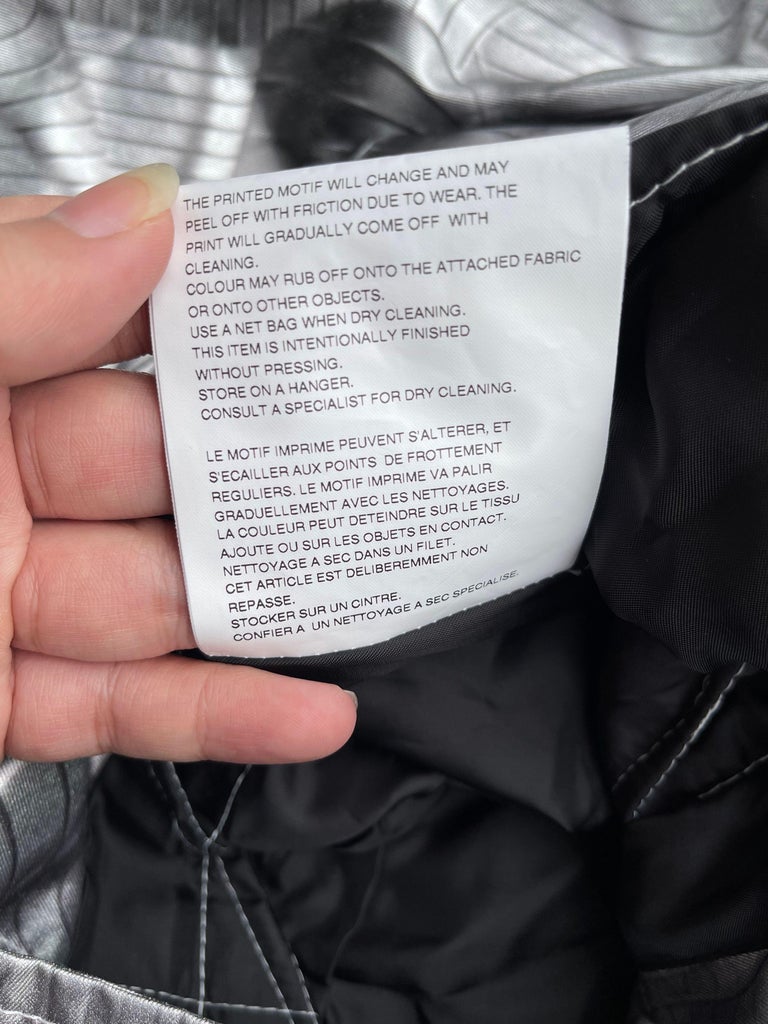 THE PRINTED MOTIF WILL CHANGE AND MAY
PEEL OFF WITH FRICTION DUE TO WEAR. THE
PRINT WILL GRADUALLY COME OFF WITH
CLEANING.
COLOUR MAY RUB OFF ONTO THE ATTACHED FABRIC
OR ONTO OTHER OBJECTS.
USE A NET BAG WHEN DRY CLEANING.
THIS ITEM IS INTENTIONALLY FINISHED
WITHOUT PRESSING.
STORE ON A HANGER.
CONSULT A SPECIALIST FOR DRY CLEANING.
LE MOTIF IMPRIME PEUVENT S'ALTERER, ET
S'ECAILLER AUX POINTS DE FROTTEMENT
REGULIERS. LE MOTIF IMPRIME VA PALIR
GRADUELLEMENT AVEC LES NETTOYAGES.
LA COULEUR PEUT DETEINDRE SUR LE TISSU
AJOUTE OU SUR LES OBJETS EN CONTACT.
NETTOYAGE A SEC DANS UN FILET.
CET ARTICLE EST DELIBEREMMENT NON
REPASSE.
STOCKER SUR UN CINTRE.
CONFIER A UN NETTOYAGE A SEC SPECIALISE.